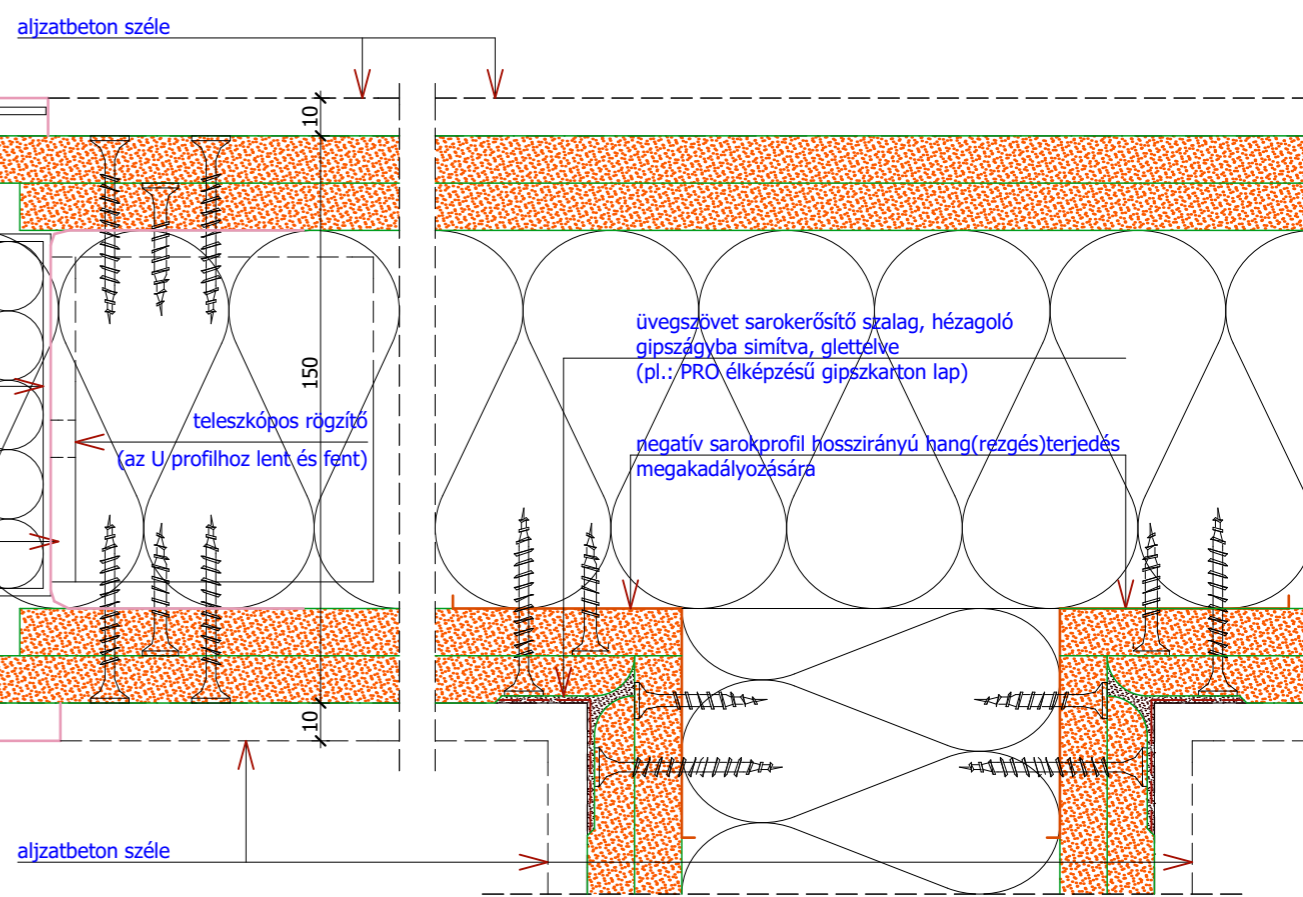 aljzatbeton széle
10
üvegszövet sarokerősítő szalag, hézagoló
gipszágyba simítva, glettelve
(pl.: PRO élképzésű gipszkarton lap)
150
teleszkópos rögzítő
(az U profilhoz lent és fent)
negatív sarokprofil hosszirányú hang(rezgés)terjedés
megakadályozására
10
aljzatbeton széle